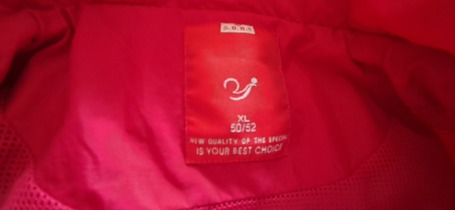 XL
50/52
NEW QUALITY OF THE SPECIAL
IS YOUR BEST CHOICE